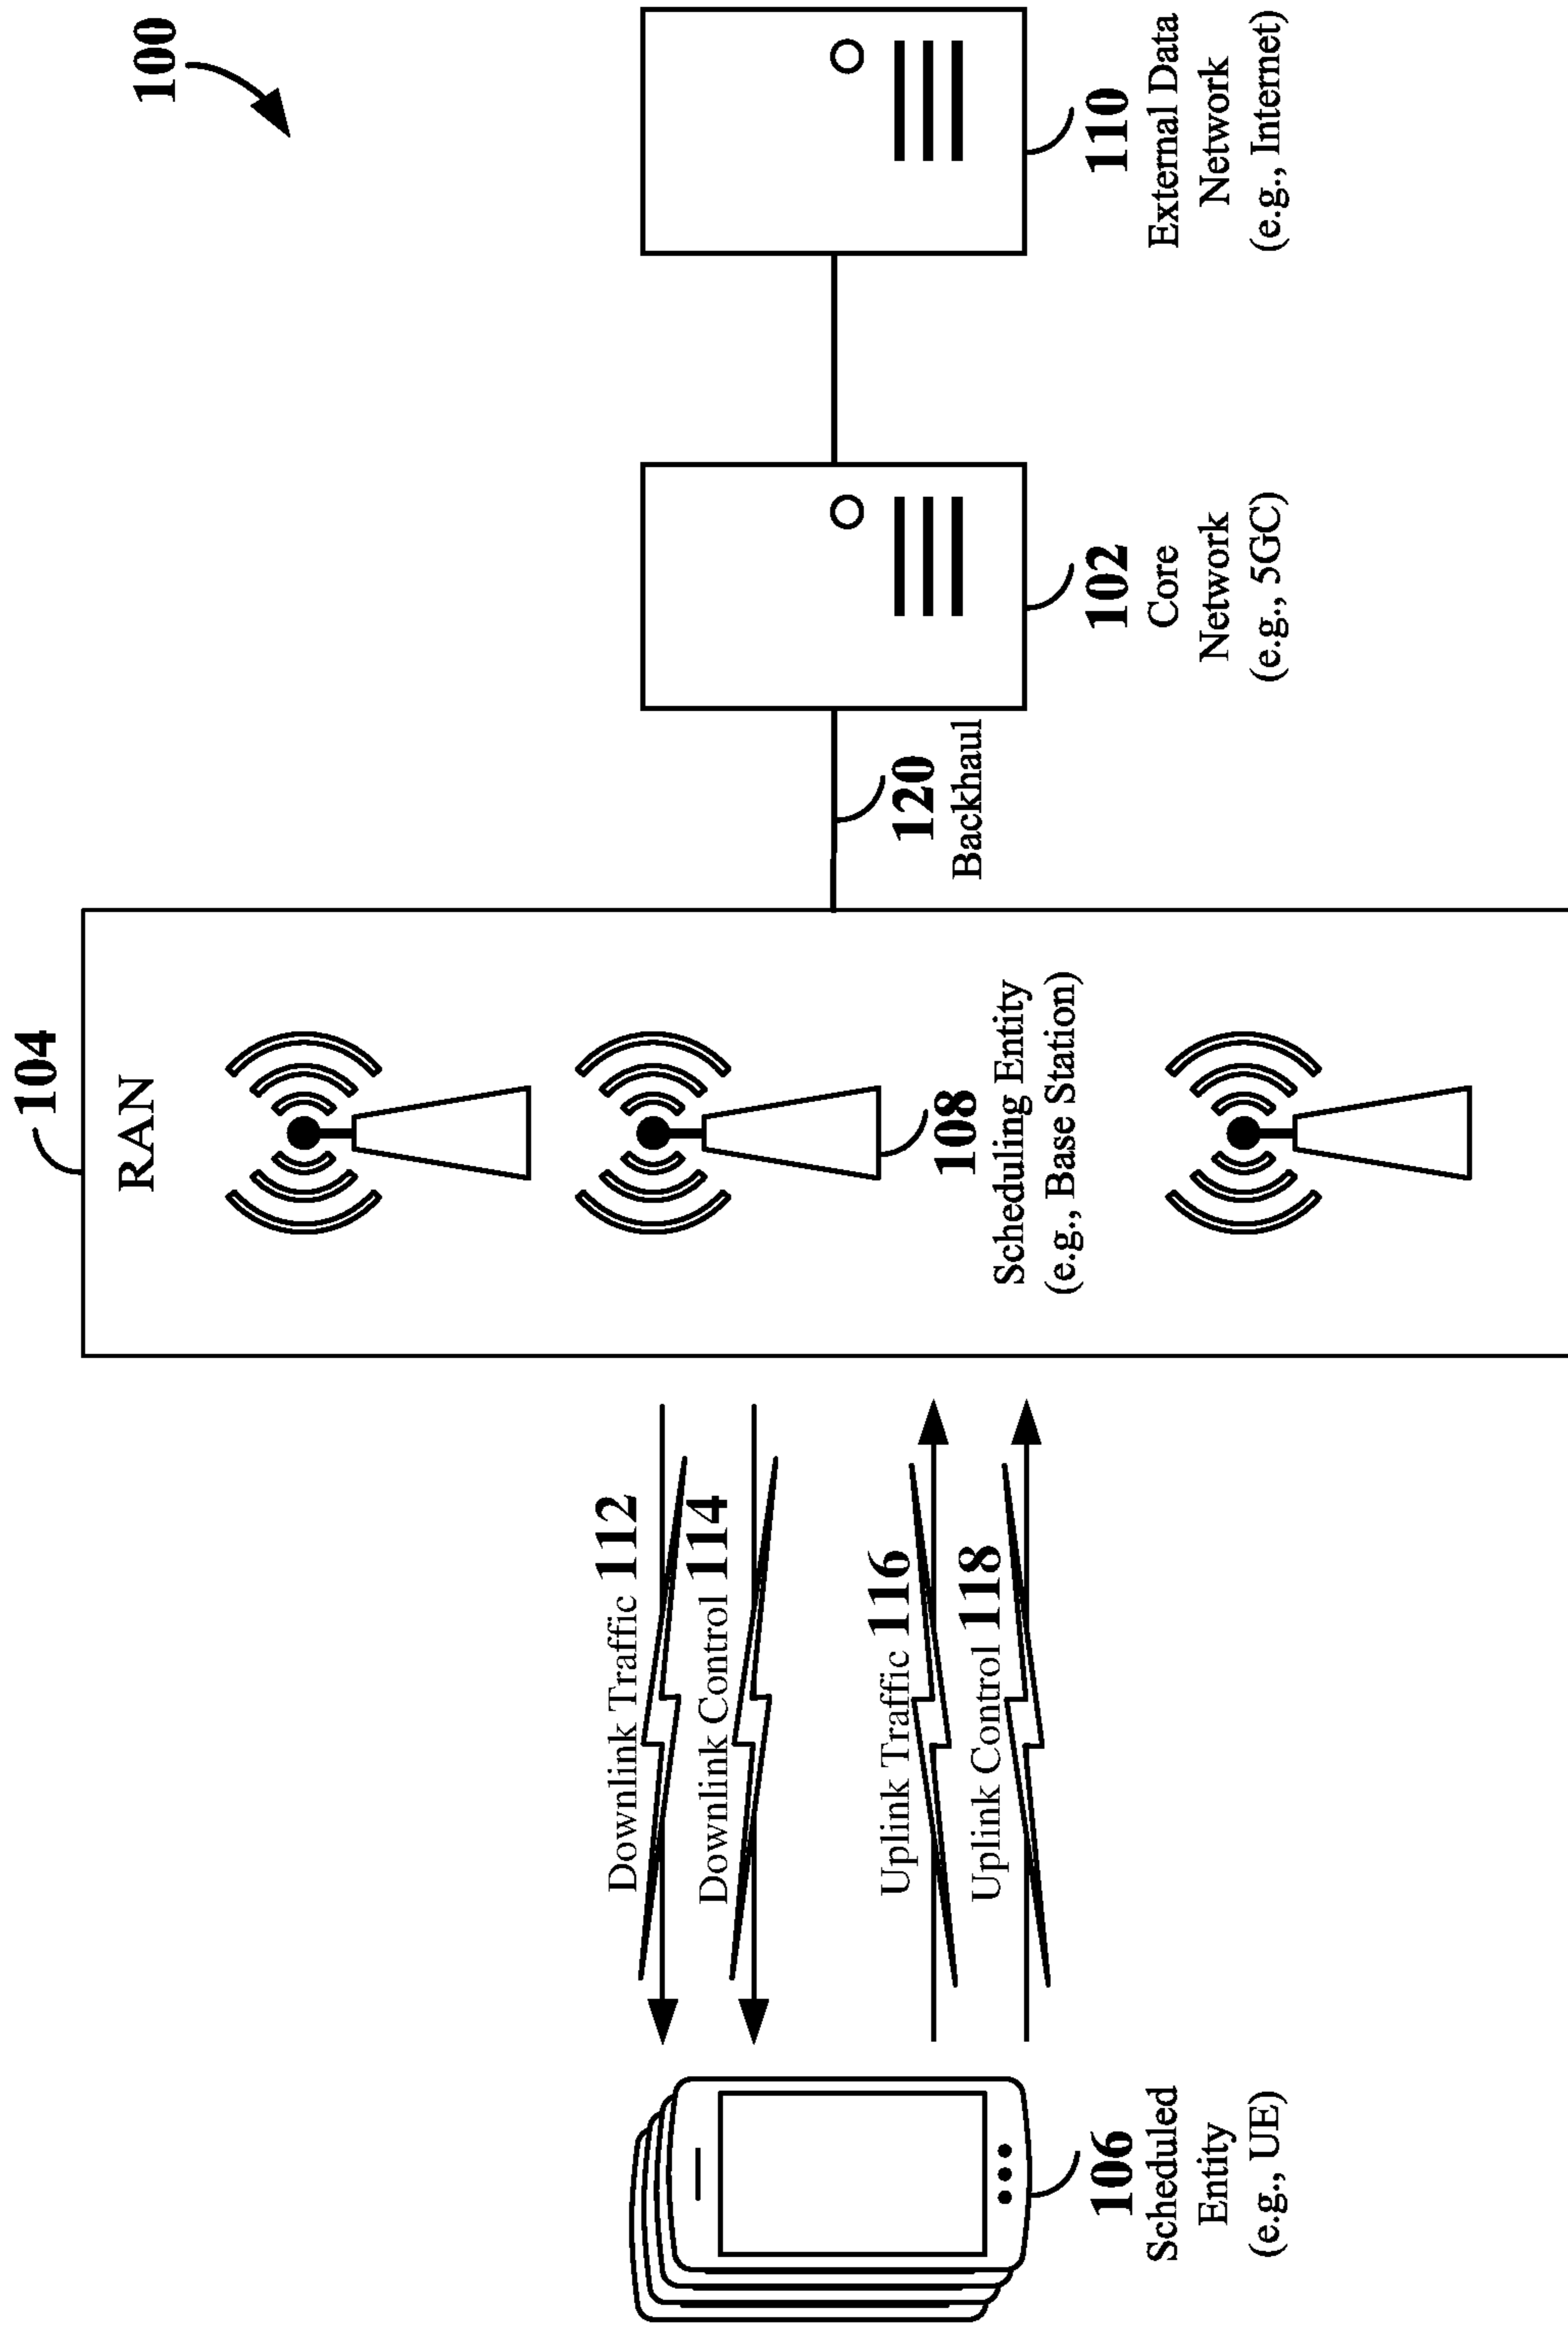 100
104
RAN
Downlink Traffic 112
Downlink Control 114
Uplink Traffic 116
Uplink Control 118
108
Scheduling Entity
(e.g., Base Station)
120
Backhaul
106
Scheduled
Entity
(e.g., UE)
102
Core
Network
(e.g., 5GC)
110
External Data
Network
(e.g., Internet)